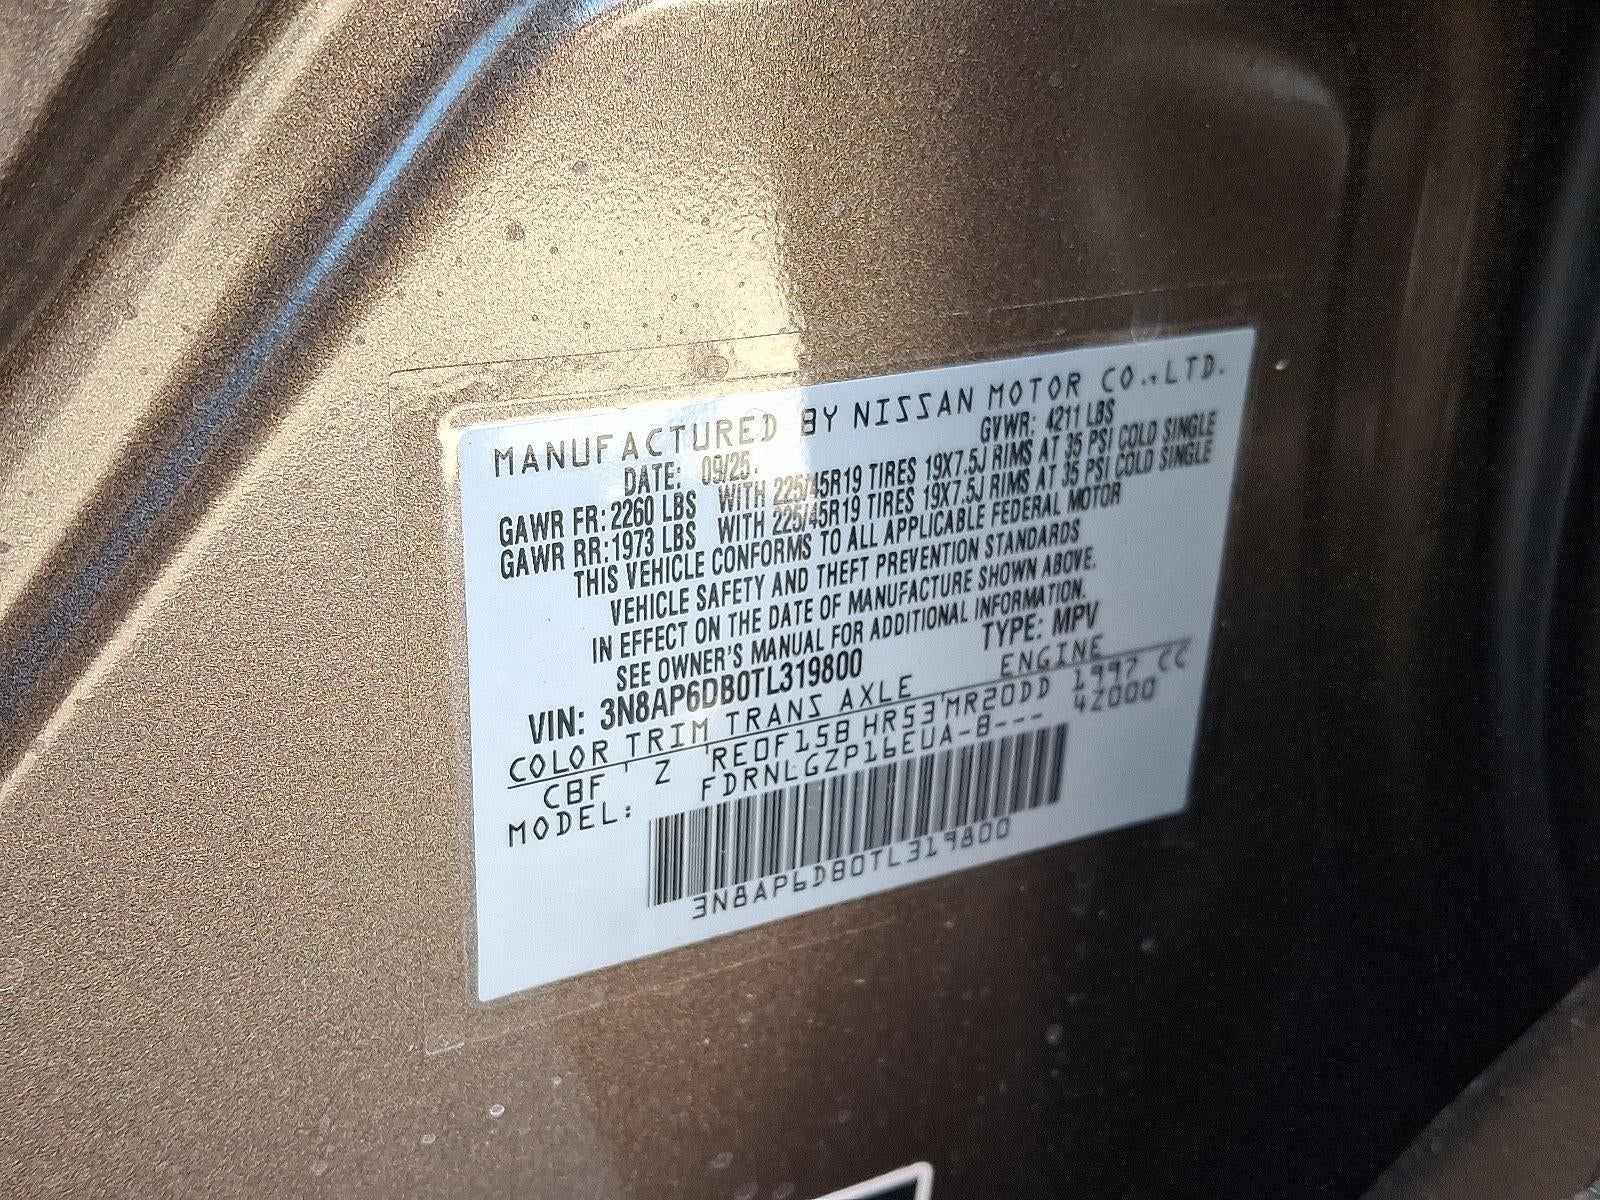 MANUFACTURED BY NISSAN MOTOR CO.,LTD.
DATE: 09/25. GVWR: 4211 LBS
GAWR FR: 2260 LBS WITH 225/45R19 TIRES 19X7.5J RIMS AT 35 PSI COLD SINGLE
GAWR RR: 1973 LBS WITH 225/45R19 TIRES 19X7.5J RIMS AT 35 PSI COLD SINGLE
THIS VEHICLE CONFORMS TO ALL APPLICABLE FEDERAL MOTOR
VEHICLE SAFETY AND THEFT PREVENTION STANDARDS
IN EFFECT ON THE DATE OF MANUFACTURE SHOWN ABOVE.
SEE OWNER'S MANUAL FOR ADDITIONAL INFORMATION.
VIN: 3N8AP6DB0TL319800 TYPE: MPV
COLOR TRIM TRANS AXLE ENGINE
CBF ' Z 'RE0F15B HR53'MR20DD 1997 CC
MODEL: FDRNLGZP16EUA-B--- 4Z000
3N8AP6DB0TL319800